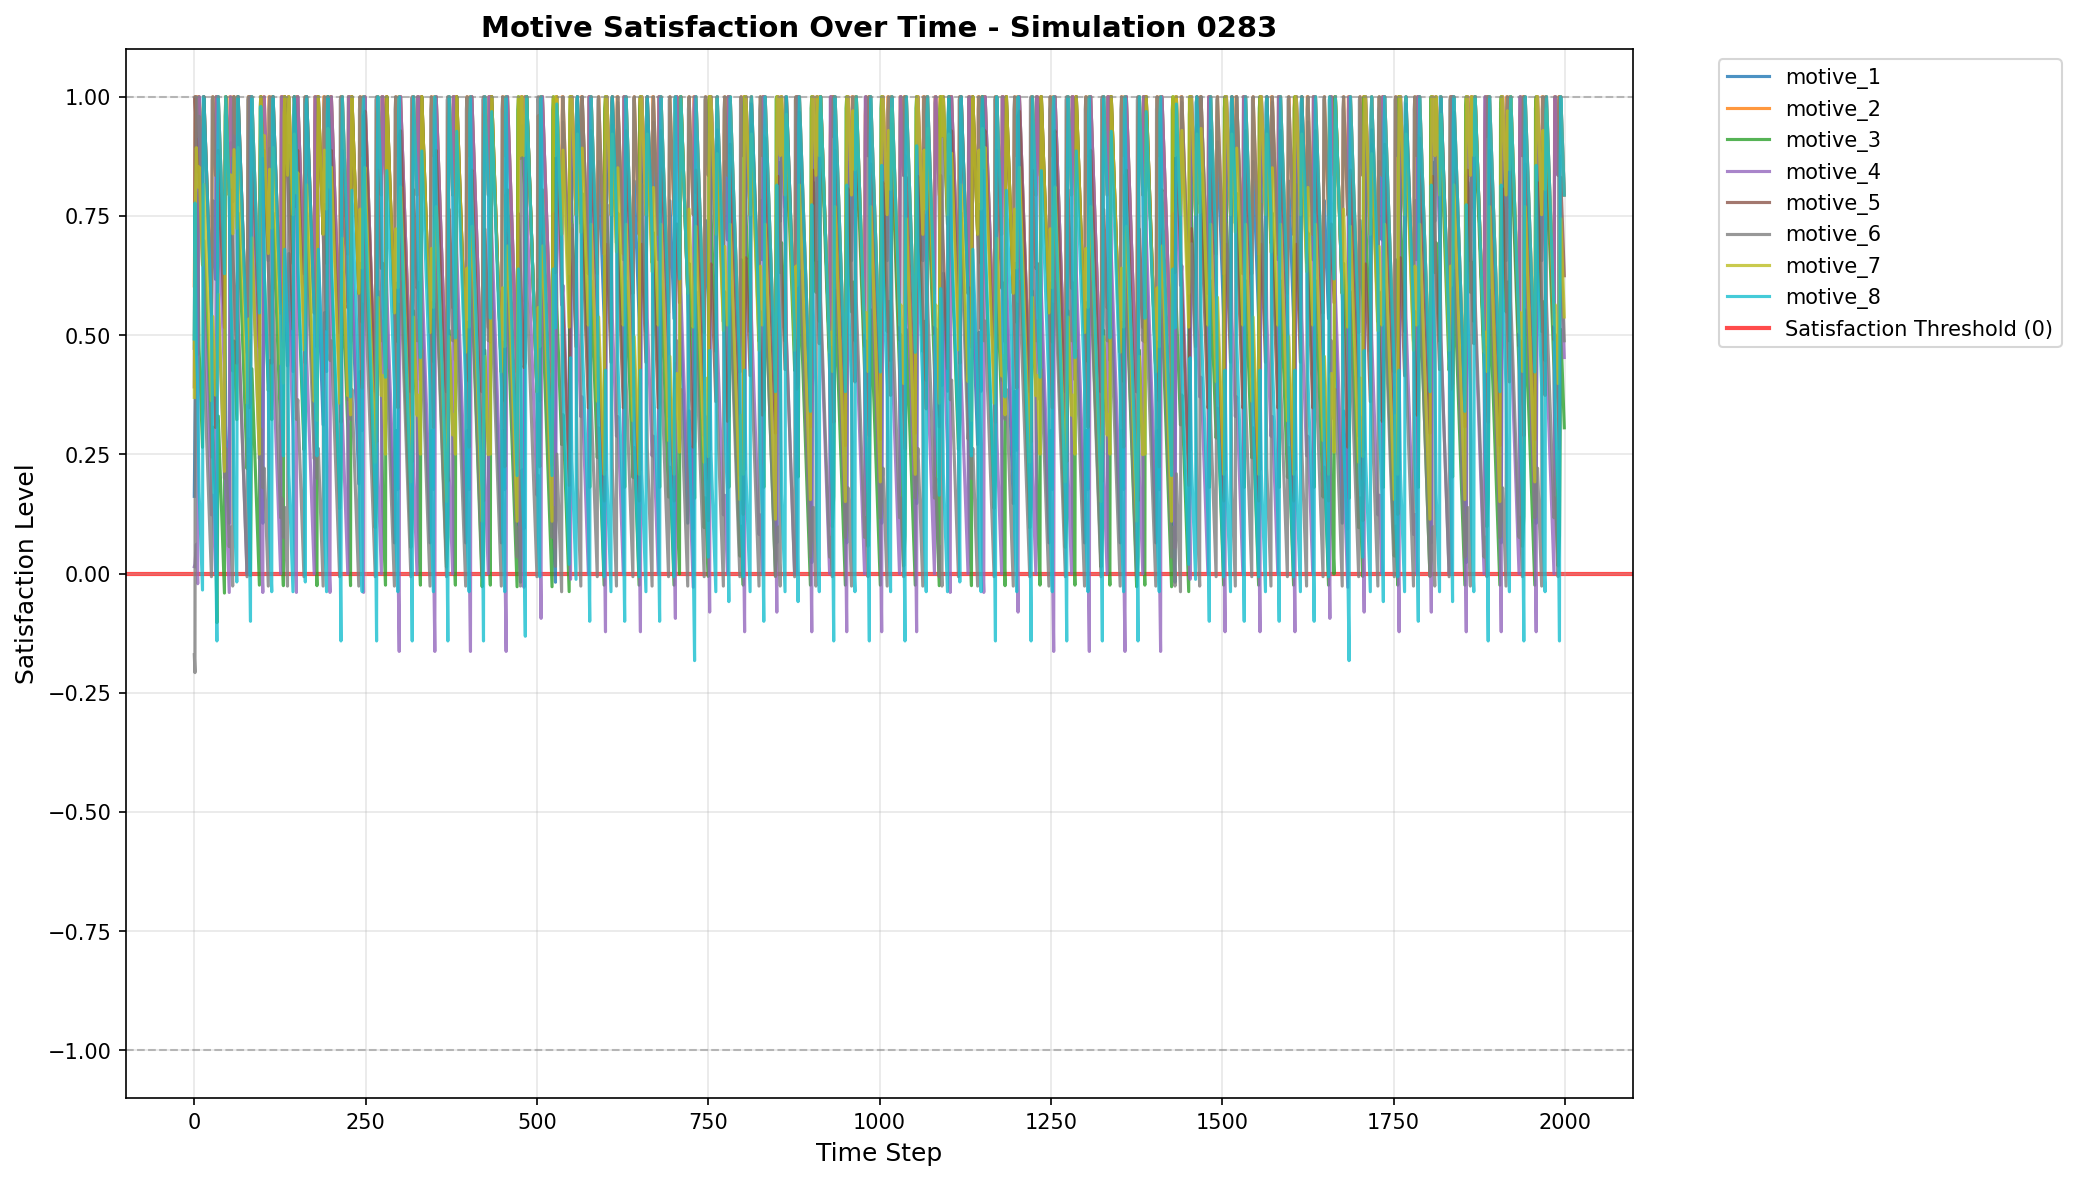 Motive Satisfaction Over Time - Simulation 0283
Satisfaction Level
1.00
0.75
0.50
0.25
0.00
−0.25
−0.50
−0.75
−1.00
0 250 500 750 1000 1250 1500 1750 2000
Time Step
motive_1
motive_2
motive_3
motive_4
motive_5
motive_6
motive_7
motive_8
Satisfaction Threshold (0)